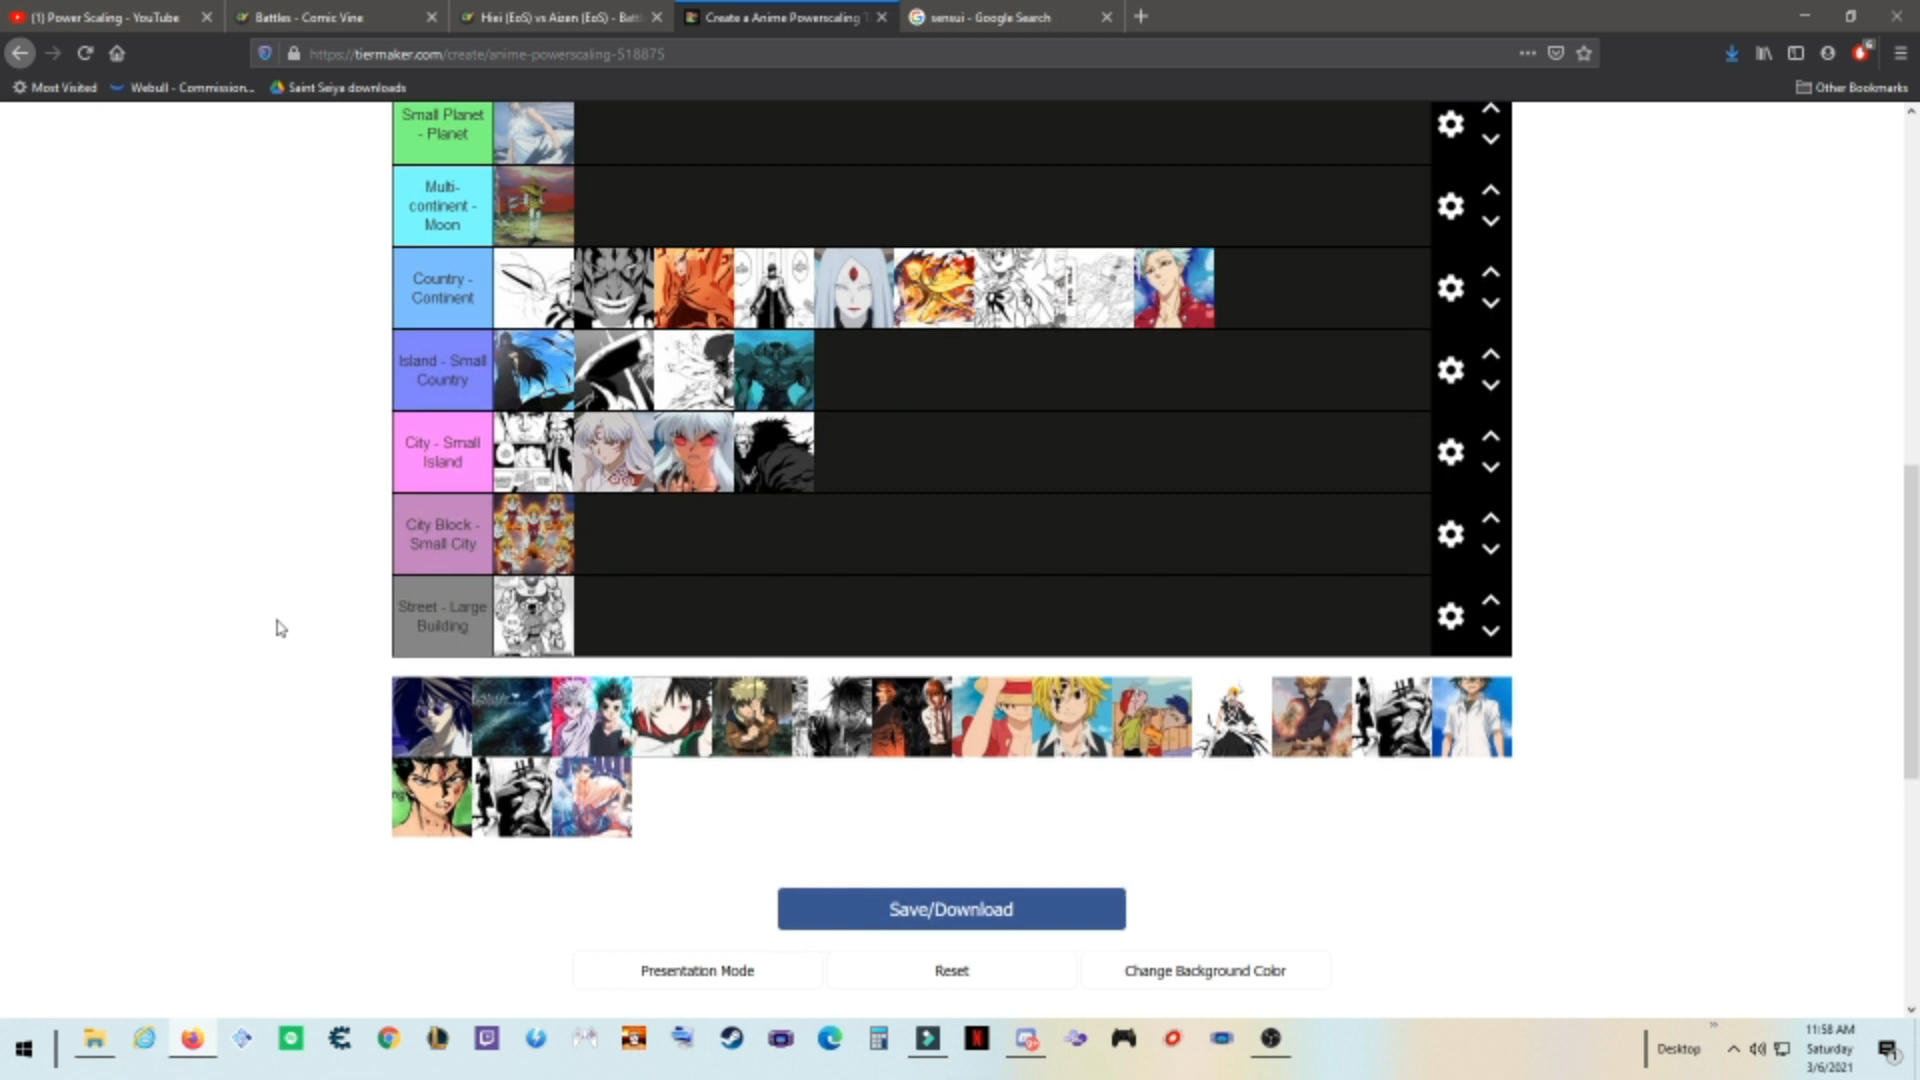 (1) Power Scaling - YouTube
Battles - Comic Vine
Hiei (EoS) vs Aizen (EoS) - Batt
Create a Anime Powerscaling T
sensui - Google Search
https://tiermaker.com/create/anime-powerscaling-518875
6
Most Visited
Webull - Commission...
Saint Seiya downloads
Other Bookmarks
Small Planet
- Planet
Multi-
continent -
Moon
Country -
Continent
Island - Small
Country
City - Small
Island
City Block -
Small City
Street - Large
Building
Save/Download
Presentation Mode
Reset
Change Background Color
Desktop
11:58 AM
Saturday
3/6/2021
1